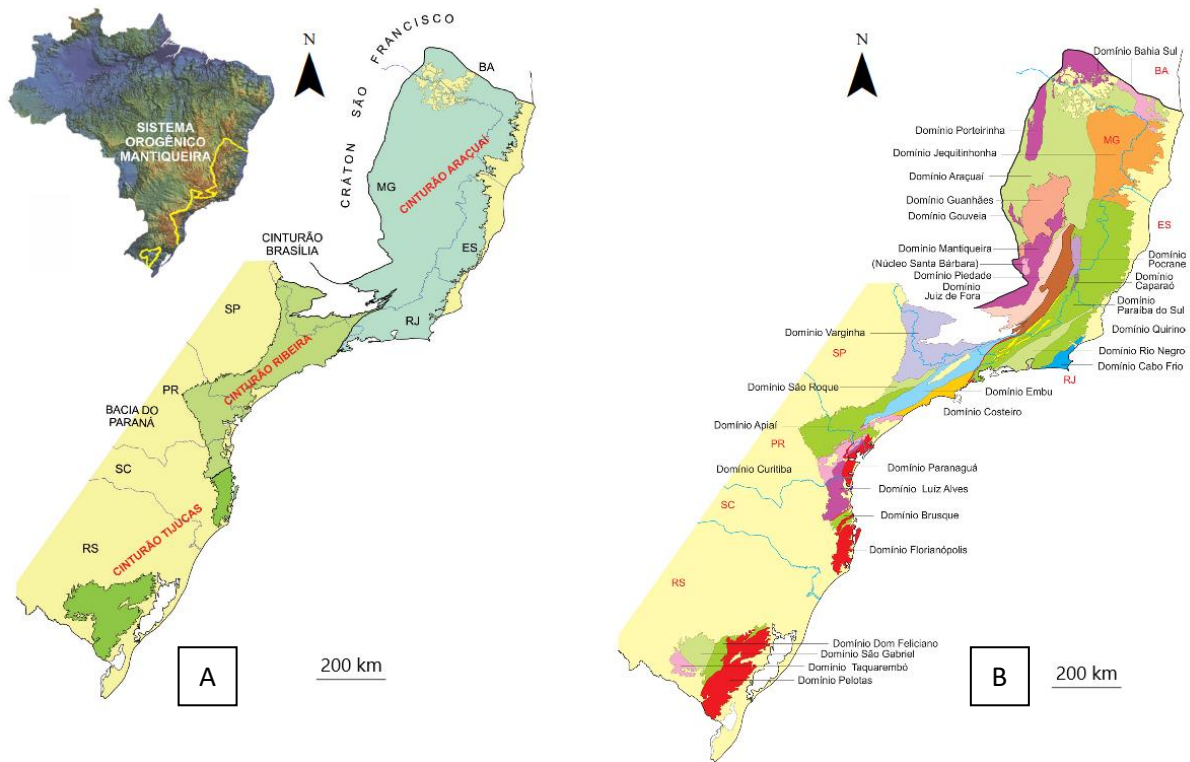 SISTEMA
OROGÊNICO
MANTIQUEIRA
N
CRÁTON SÃO FRANCISCO
BA
MG
CINTURÃO ARAÇUAÍ
ES
CINTURÃO
BRASÍLIA
RJ
SP
CINTURÃO RIBEIRA
PR
BACIA DO
PARANÁ
SC
CINTURÃO TIJUCAS
RS
A
200 km
N
Domínio Bahia Sul
BA
Domínio Porteirinha
MG
Domínio Jequitinhonha
Domínio Araçuaí
Domínio Guanhães
Domínio Gouveia
ES
Domínio Mantiqueira
(Núcleo Santa Bárbara)
Domínio Piedade
Domínio
Juiz de Fora
Domínio
Pocrane
Domínio
Caparaó
Domínio
Paraíba do Sul
Domínio Quirino
Domínio Varginha
SP
Domínio Rio Negro
Domínio Cabo Frio
RJ
Domínio São Roque
Domínio Embu
Domínio Costeiro
Domínio Apiaí
PR
Domínio Curitiba
Domínio Paranaguá
Domínio Luíz Alves
SC
Domínio Brusque
Domínio Florianópolis
RS
Domínio Dom Feliciano
Domínio São Gabriel
Domínio Taquarembó
Domínio Pelotas
B
200 km